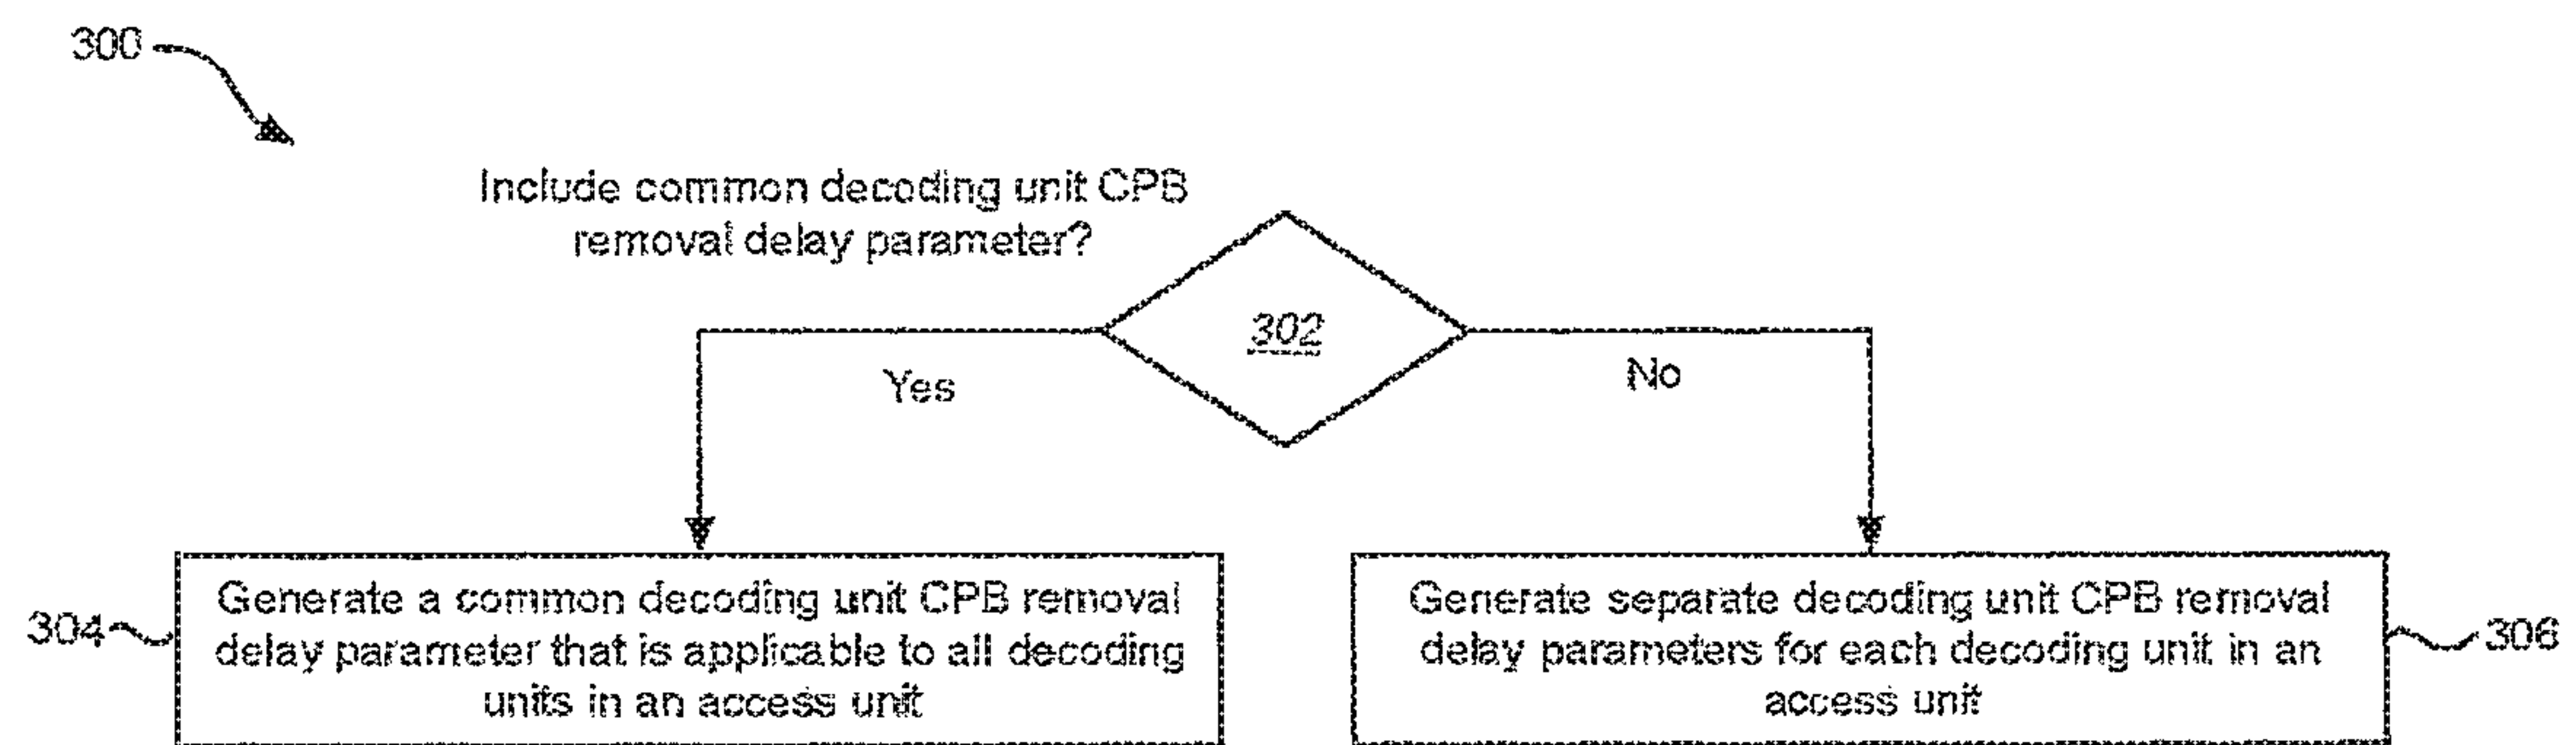 300
Include common decoding unit CPB
removal delay parameter?
302
Yes
No
304
Generate a common decoding unit CPB removal
delay parameter that is applicable to all decoding
units in an access unit
Generate separate decoding unit CPB removal
delay parameters for each decoding unit in an
access unit
306